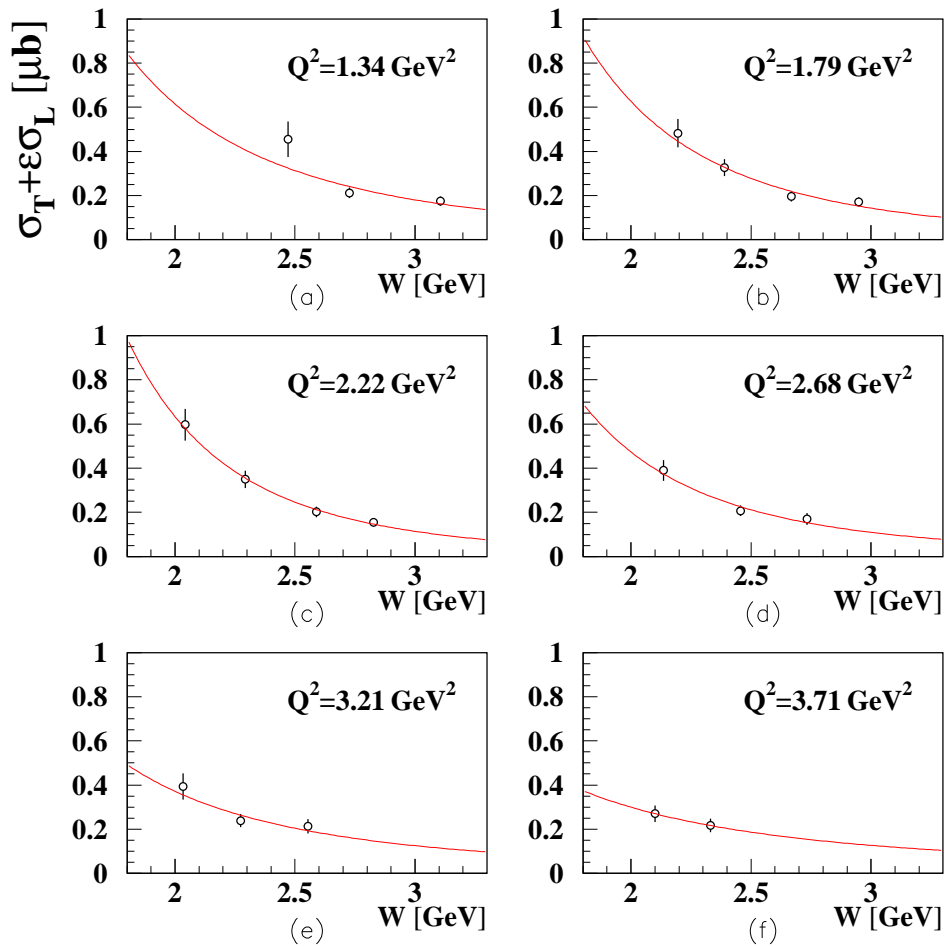 σT+εσL [μb]
Q²=1.34 GeV²
1
0.8
0.6
0.4
0.2
0
2
2.5
3
W [GeV]
(a)
Q²=1.79 GeV²
1
0.8
0.6
0.4
0.2
0
2
2.5
3
W [GeV]
(b)
Q²=2.22 GeV²
1
0.8
0.6
0.4
0.2
0
2
2.5
3
W [GeV]
(c)
Q²=2.68 GeV²
1
0.8
0.6
0.4
0.2
0
2
2.5
3
W [GeV]
(d)
Q²=3.21 GeV²
1
0.8
0.6
0.4
0.2
0
2
2.5
3
W [GeV]
(e)
Q²=3.71 GeV²
1
0.8
0.6
0.4
0.2
0
2
2.5
3
W [GeV]
(f)